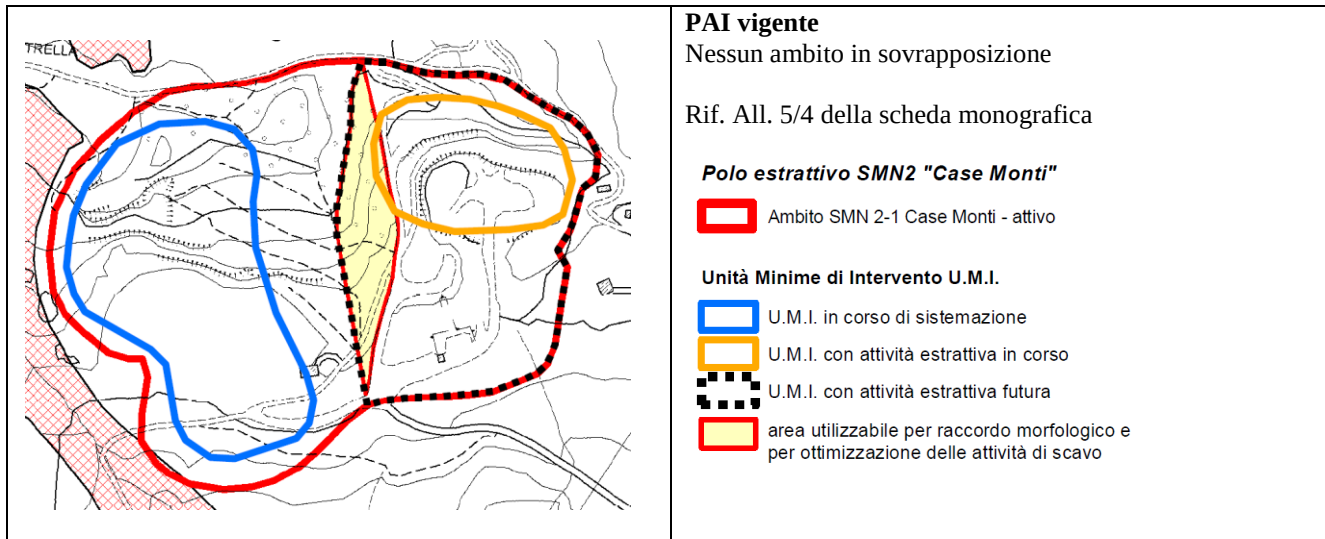 TRELLA
PAI vigente
Nessun ambito in sovrapposizione
Rif. All. 5/4 della scheda monografica
Polo estrattivo SMN2 "Case Monti"
Ambito SMN 2-1 Case Monti - attivo
Unità Minime di Intervento U.M.I.
U.M.I. in corso di sistemazione
U.M.I. con attività estrattiva in corso
U.M.I. con attività estrattiva futura
area utilizzabile per raccordo morfologico e
per ottimizzazione delle attività di scavo